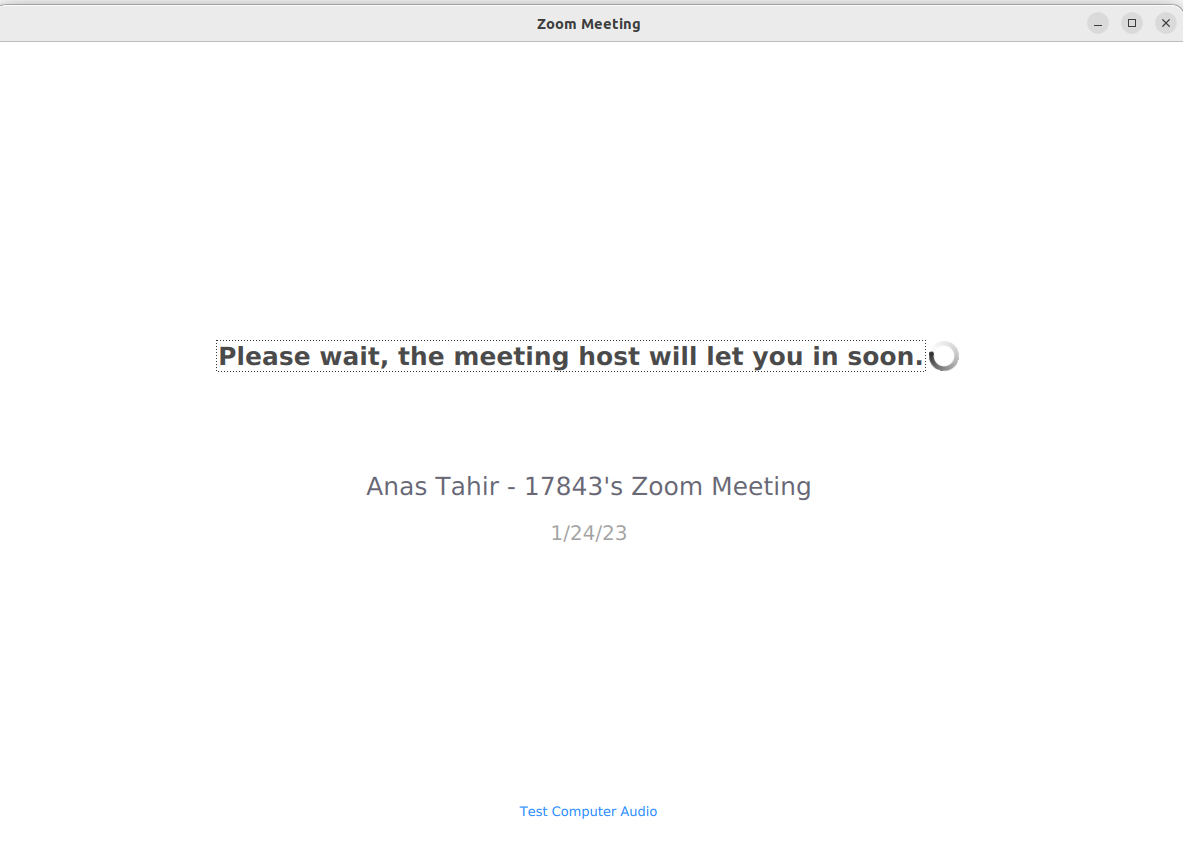 Zoom Meeting
Please wait, the meeting host will let you in soon.
Anas Tahir - 17843's Zoom Meeting
1/24/23
Test Computer Audio